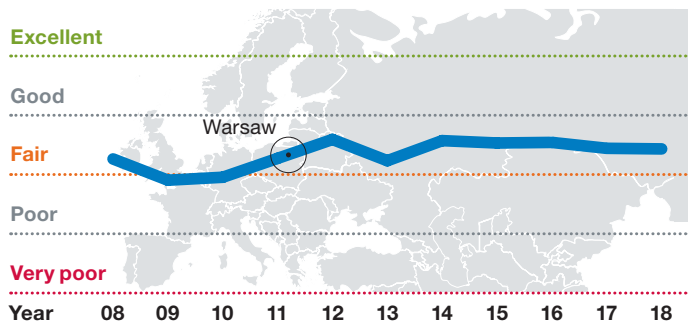 Excellent
Good
Warsaw
Fair
Poor
Very poor
Year 08 09 10 11 12 13 14 15 16 17 18